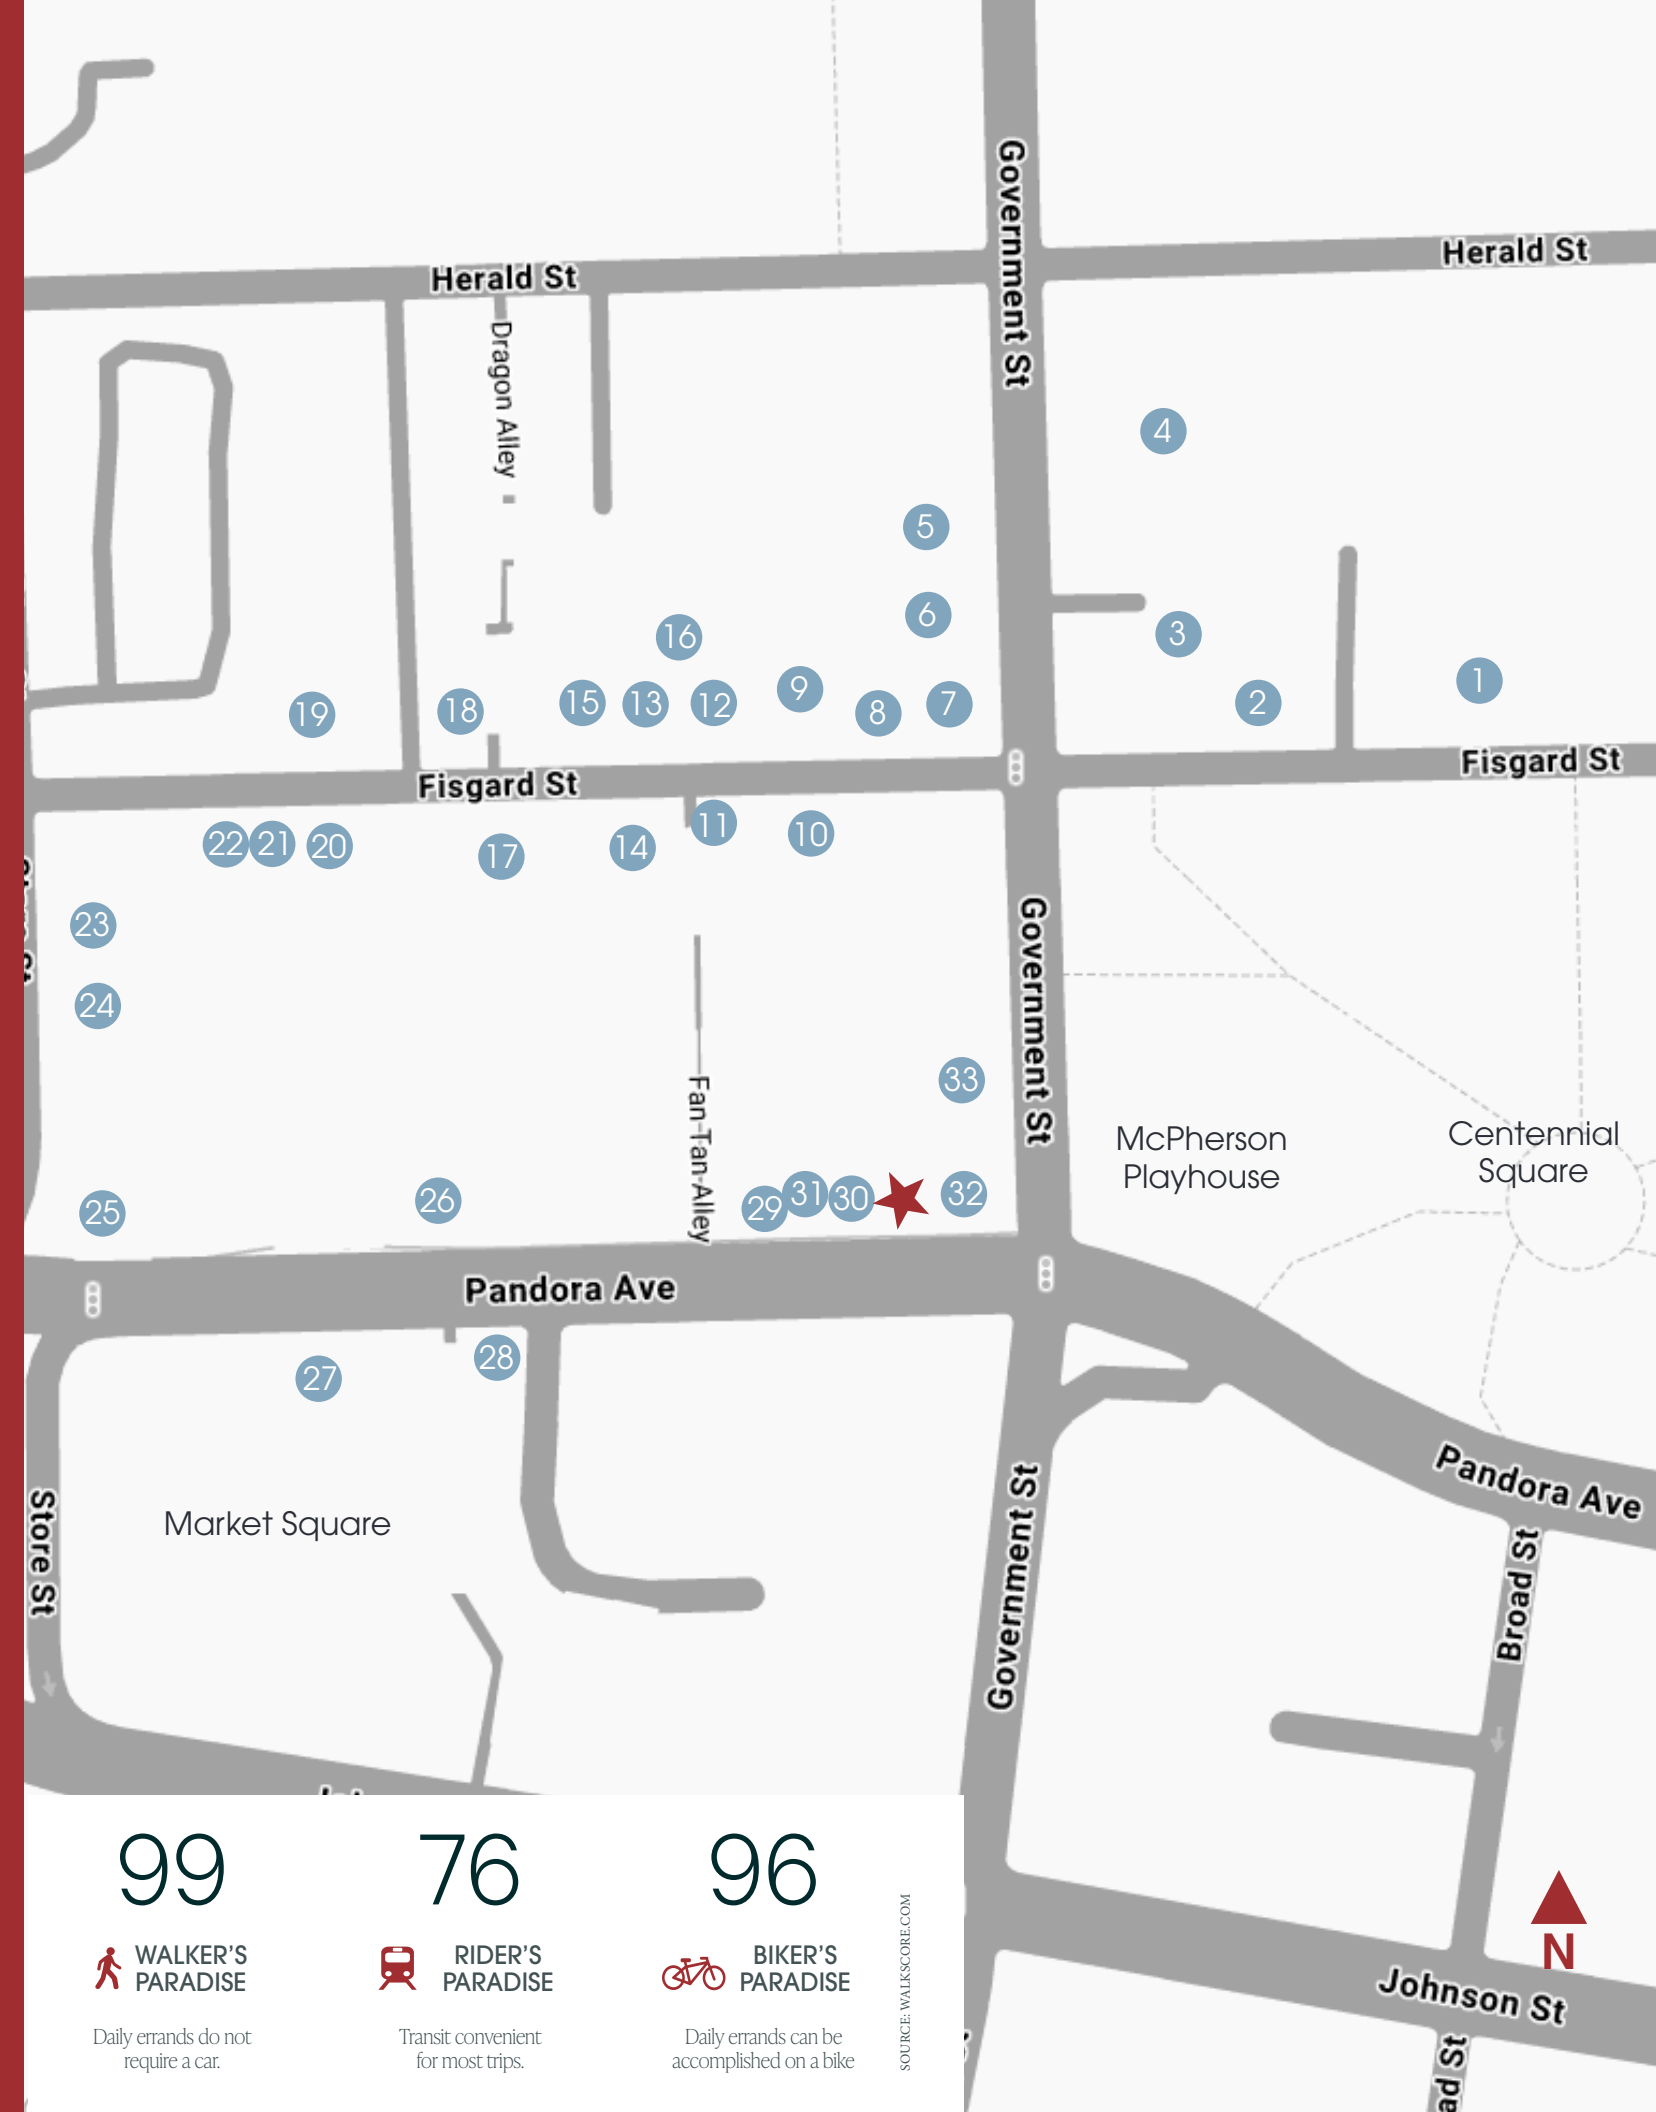 Government St
Herald St
Herald St
Dragon Alley
4
5
6
16
3
1
9
15
13
12
8
7
2
19
18
Fisgard St
Fisgard St
11
10
22
21
20
17
14
23
Government St
24
33
Fan-Tan-Alley
McPherson
Playhouse
Centennial
Square
25
26
29
31
30
32
Pandora Ave
28
27
Pandora Ave
Store St
Market Square
Government St
Broad St
99
76
96
WALKER'S
PARADISE
RIDER'S
PARADISE
BIKER'S
PARADISE
Daily errands do not
require a car.
Transit convenient
for most trips.
Daily errands can be
accomplished on a bike
SOURCE: WALKSCORE.COM
N
Johnson St